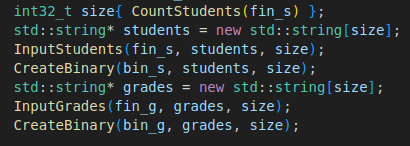 int32_t size{ CountStudents(fin_s) };
std::string* students = new std::string[size];
InputStudents(fin_s, students, size);
CreateBinary(bin_s, students, size);
std::string* grades = new std::string[size];
InputGrades(fin_g, grades, size);
CreateBinary(bin_g, grades, size);